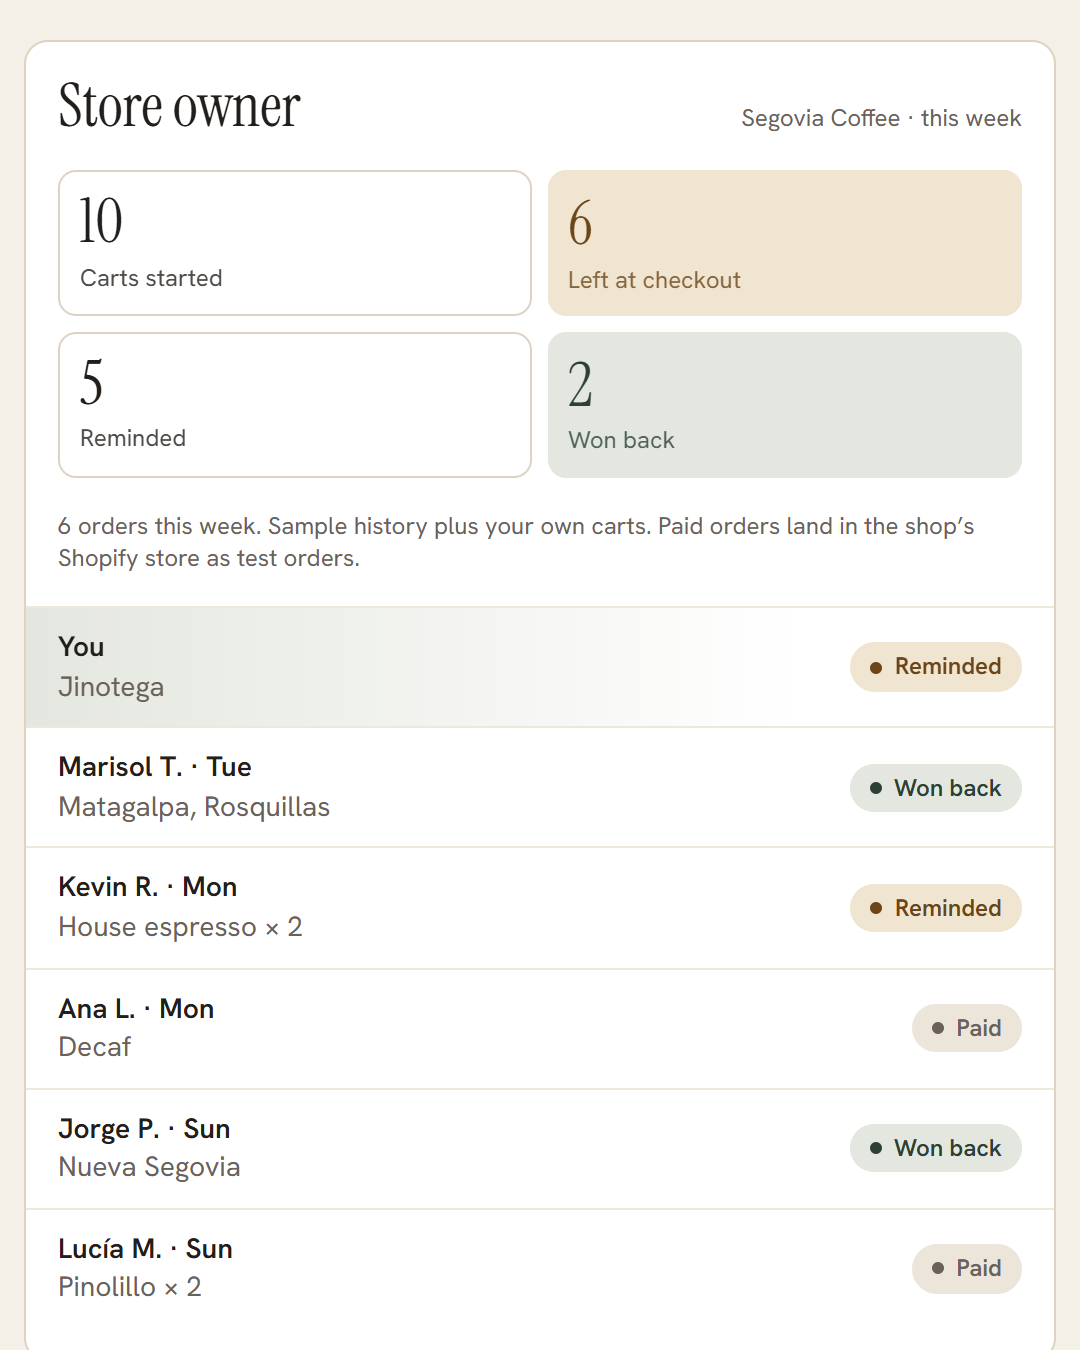 Store owner
Segovia Coffee · this week
10
Carts started
6
Left at checkout
5
Reminded
2
Won back
6 orders this week. Sample history plus your own carts. Paid orders land in the shop’s
Shopify store as test orders.
You
Jinotega
Reminded
Marisol T. · Tue
Matagalpa, Rosquillas
Won back
Kevin R. · Mon
House espresso × 2
Reminded
Ana L. · Mon
Decaf
Paid
Jorge P. · Sun
Nueva Segovia
Won back
Lucía M. · Sun
Pinolillo × 2
Paid